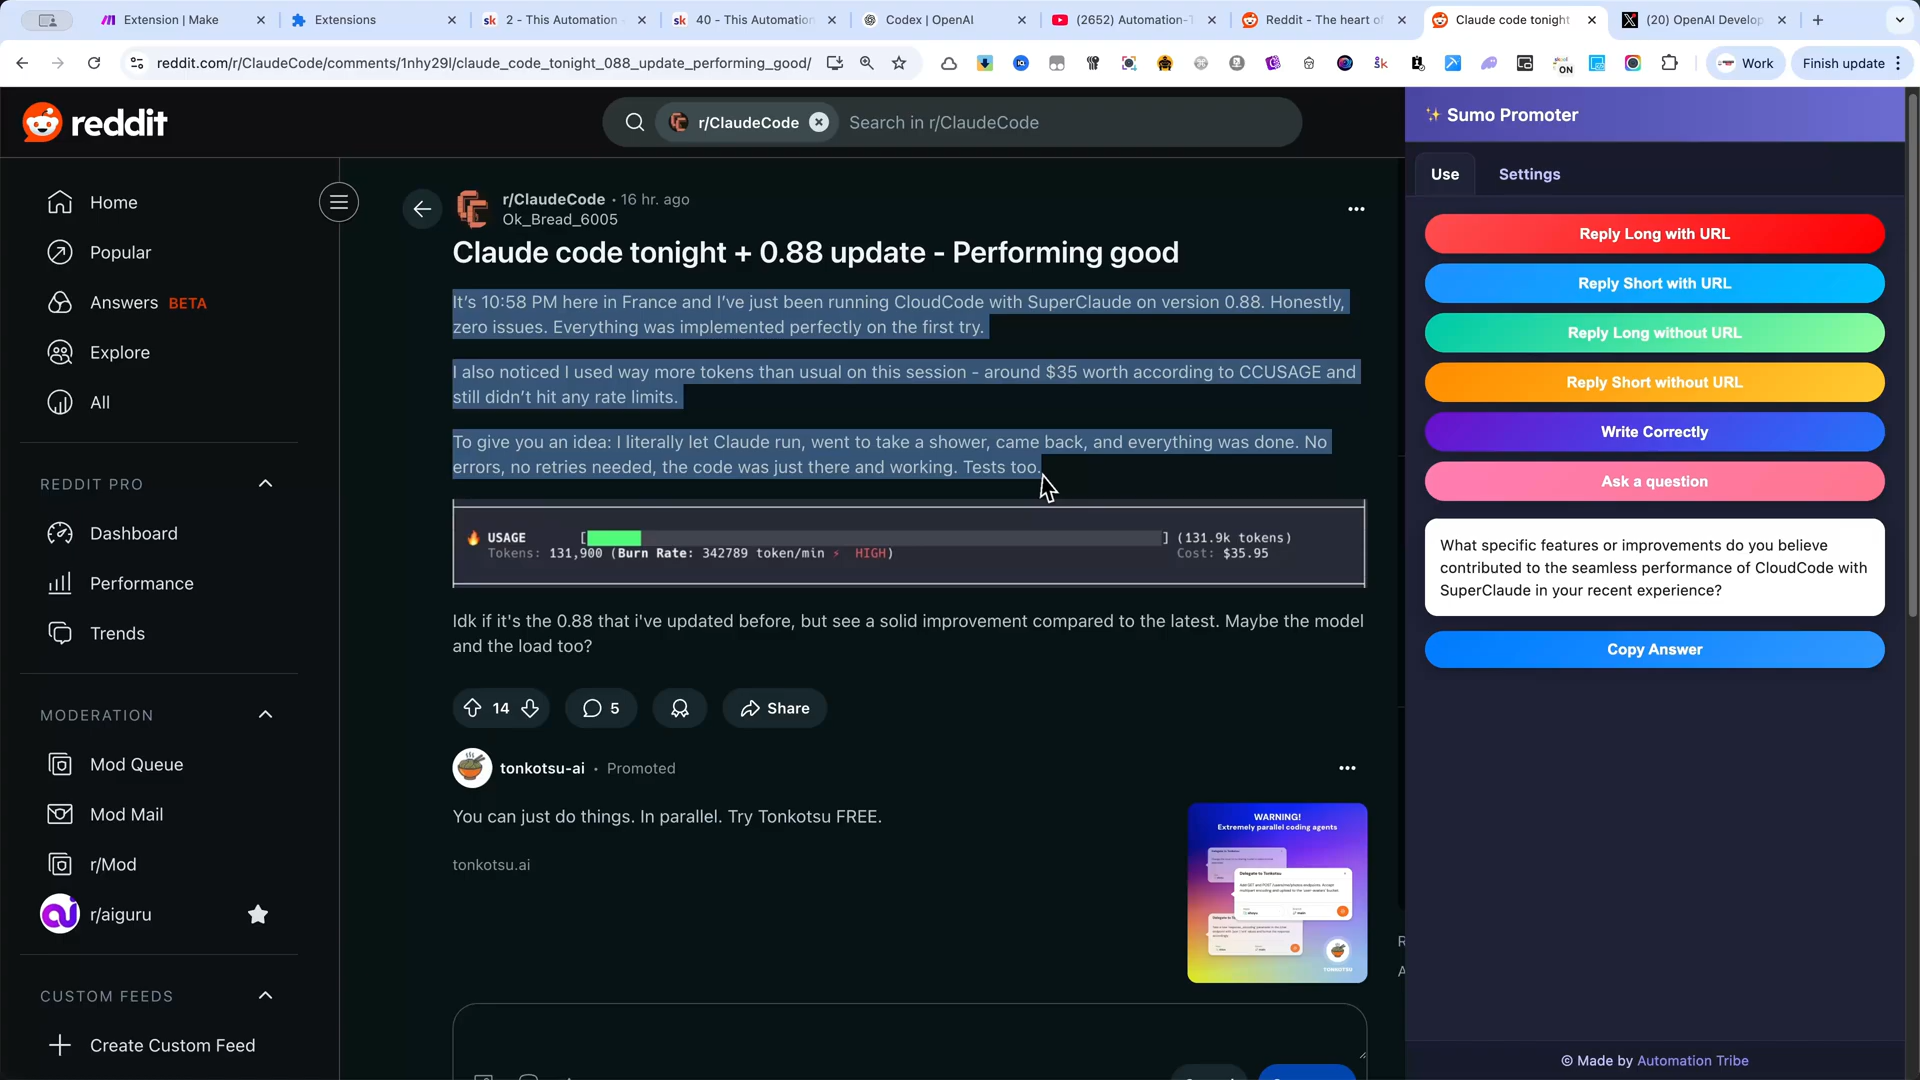 Extension | Make
Extensions
2 - This Automation
40 - This Automation
Codex | OpenAI
(2652) Automation-T
Reddit - The heart of
Claude code tonight
(20) OpenAI Develop
reddit.com/r/ClaudeCode/comments/1nhy29l/claude_code_tonight_088_update_performing_good/
ON
Work
Finish update
reddit
r/ClaudeCode
Search in r/ClaudeCode
Home
Popular
Answers BETA
Explore
All
REDDIT PRO
Dashboard
Performance
Trends
MODERATION
Mod Queue
Mod Mail
r/Mod
r/aiguru
CUSTOM FEEDS
Create Custom Feed
r/ClaudeCode • 16 hr. ago
Ok_Bread_6005
Claude code tonight + 0.88 update - Performing good
It's 10:58 PM here in France and I've just been running CloudCode with SuperClaude on version 0.88. Honestly,
zero issues. Everything was implemented perfectly on the first try.
I also noticed I used way more tokens than usual on this session - around $35 worth according to CCUSAGE and
still didn't hit any rate limits.
To give you an idea: I literally let Claude run, went to take a shower, came back, and everything was done. No
errors, no retries needed, the code was just there and working. Tests too.
USAGE [ ] (131.9k tokens)
Tokens: 131,900 (Burn Rate: 342789 token/min ⚡ HIGH) Cost: $35.95
Idk if it's the 0.88 that i've updated before, but see a solid improvement compared to the latest. Maybe the model
and the load too?
14
5
Share
tonkotsu-ai • Promoted
You can just do things. In parallel. Try Tonkotsu FREE.
tonkotsu.ai
WARNING!
Extremely parallel coding agents
TONKOTSU
Sumo Promoter
Use
Settings
Reply Long with URL
Reply Short with URL
Reply Long without URL
Reply Short without URL
Write Correctly
Ask a question
What specific features or improvements do you believe
contributed to the seamless performance of CloudCode with
SuperClaude in your recent experience?
Copy Answer
© Made by Automation Tribe